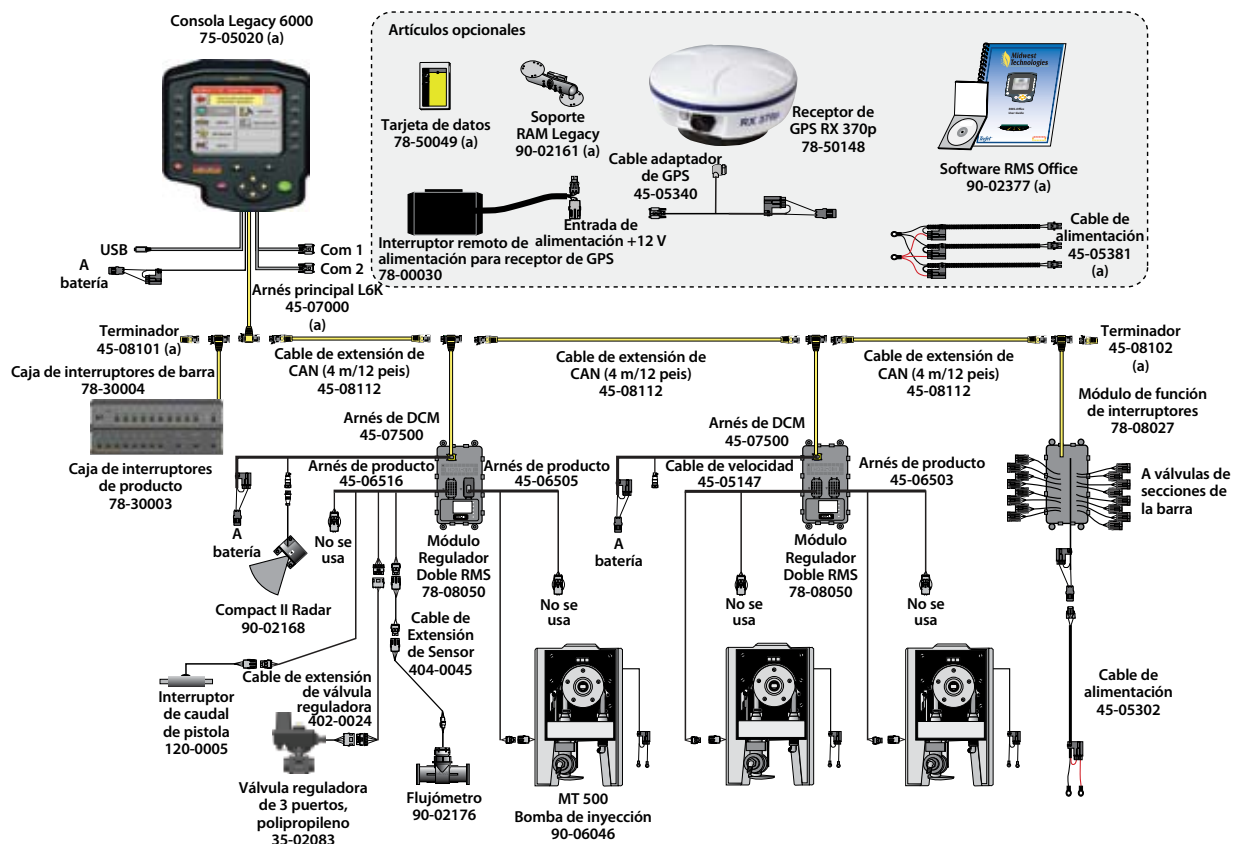 Consola Legacy 6000
75-05020 (a)
Artículos opcionales
Tarjeta de datos
78-50049 (a)
Soporte
RAM Legacy
90-02161 (a)
RX 370p
Receptor de
GPS RX 370p
78-50148
Midwest
Technologies
Software RMS Office
90-02377 (a)
Cable adaptador
de GPS
45-05340
Interruptor remoto de
alimentación para receptor de GPS
78-00030
Entrada de
alimentación +12 V
Cable de
alimentación
45-05381
(a)
USB
A
batería
Com 1
Com 2
Arnés principal L6K
45-07000
(a)
Terminador
45-08101 (a)
Cable de extensión de
CAN (4 m/12 peis)
45-08112
Cable de extensión de
CAN (4 m/12 peis)
45-08112
Cable de extensión de
CAN (4 m/12 peis)
45-08112
Terminador
45-08102
(a)
Caja de interruptores de barra
78-30004
Caja de interruptores
de producto
78-30003
Arnés de DCM
45-07500
Arnés de DCM
45-07500
Módulo de función
de interruptores
78-08027
Arnés de producto
45-06516
Arnés de producto
45-06505
Cable de velocidad
45-05147
Arnés de producto
45-06503
A válvulas de
secciones de
la barra
A
batería
No se
usa
Módulo
Regulador
Doble RMS
78-08050
A
batería
Módulo
Regulador
Doble RMS
78-08050
Compact II Radar
90-02168
Cable de
Extensión
de Sensor
404-0045
No se
usa
No se
usa
No se
usa
Interruptor
de caudal
de pistola
120-0005
Cable de extensión
de válvula
reguladora
402-0024
Cable de
alimentación
45-05302
Válvula reguladora
de 3 puertos,
polipropileno
35-02083
Flujómetro
90-02176
MT 500
Bomba de inyección
90-06046